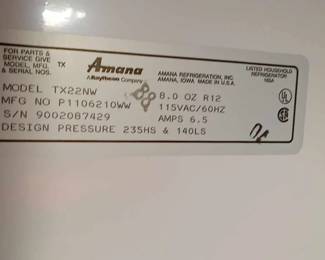 FOR PARTS &
SERVICE GIVE
MODEL, MFG.
& SERIAL NOS.
TX
Amana
A Raytheon Company
AMANA REFRIGERATION, INC.
AMANA, IOWA, MADE IN U.S.A.
LISTED HOUSEHOLD
REFRIGERATOR
MODEL TX22NW
8.0 OZ R12
MFG NO P1106210WW
115VAC/60HZ
S/N 9002087429
AMPS 6.5
DESIGN PRESSURE 235HS & 140LS